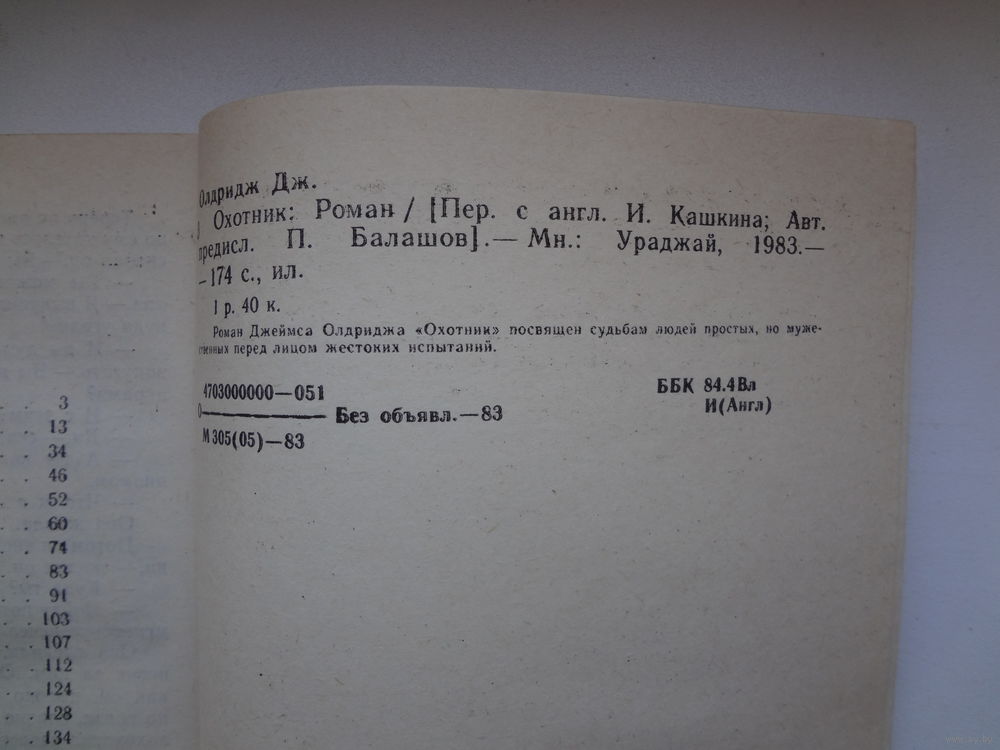 3
13
34
46
52
60
74
83
91
103
107
112
124
128
134
Олдридж Дж.
Охотник: Роман / [Пер. с англ. И. Кашкина; Авт.
предисл. П. Балашов].— Мн.: Ураджай, 1983.—
–174 с., ил.
1 р. 40 к.
Роман Джеймса Олдриджа «Охотник» посвящен судьбам людей простых, но муже-
ственных перед лицом жестоких испытаний.
4703000000—051
О———— Без объявл.—83
М 305(05)—83
ББК 84.4Вл
И(Англ)